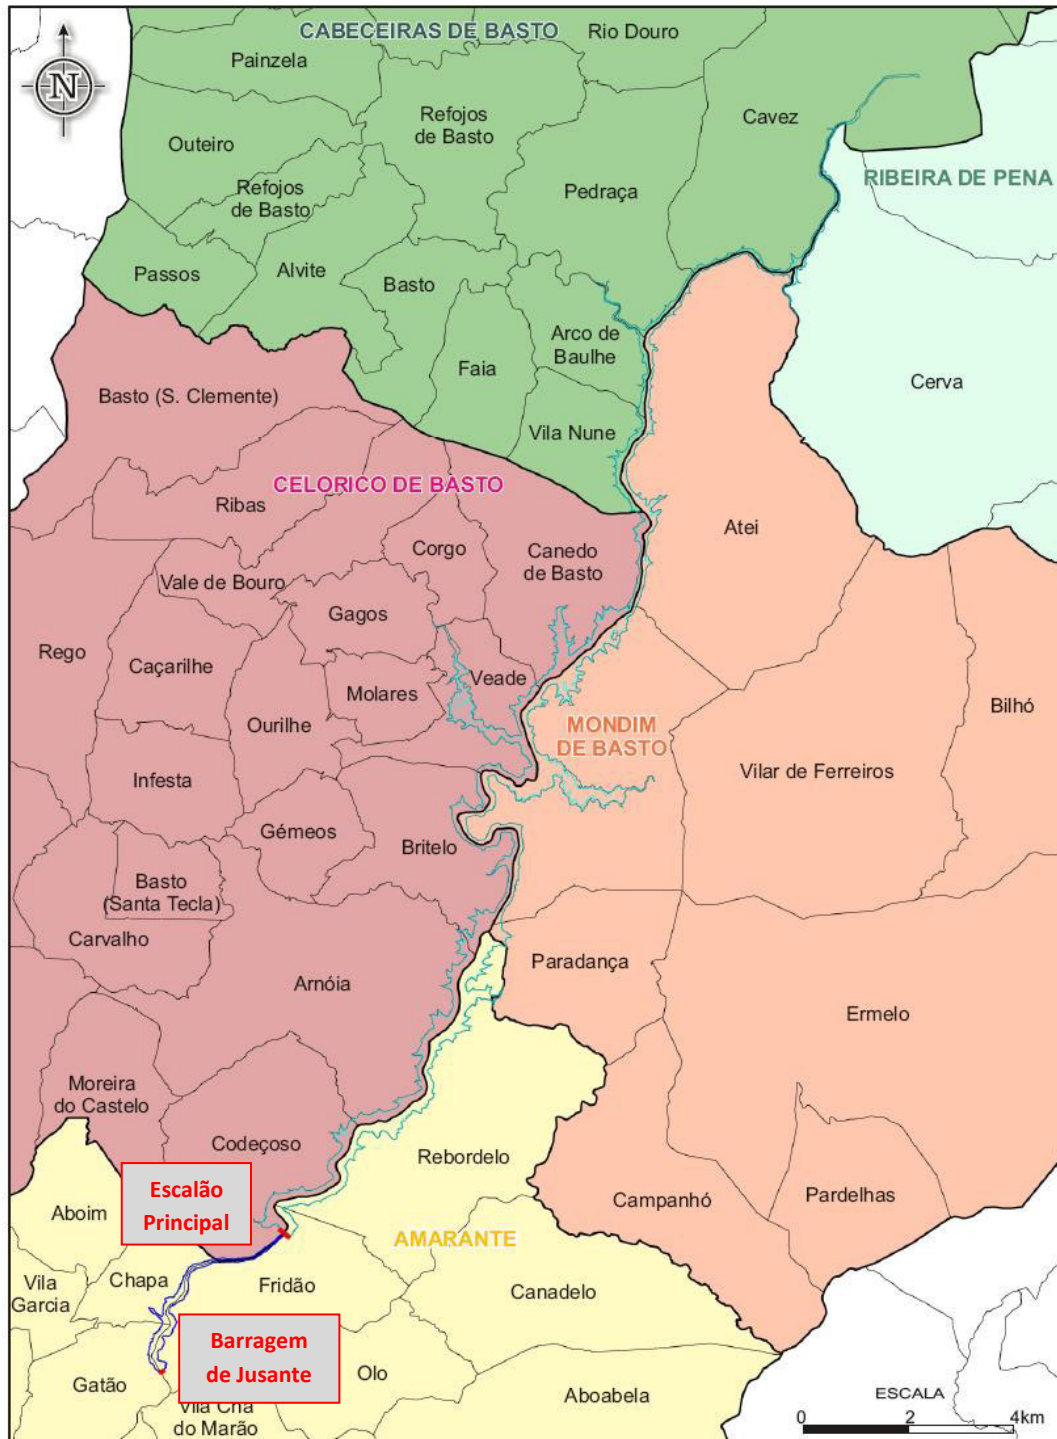 CABECEIRAS DE BASTO
Rio Douro
Painzela
N
Refojos
de Basto
Cavez
Outeiro
RIBEIRA DE PENA
Refojos
de Basto
Pedraça
Passos
Alvite
Basto
Arco de
Baulhe
Faia
Cerva
Basto (S. Clemente)
Vila Nune
CELORICO DE BASTO
Ribas
Atei
Corgo
Canedo
de Basto
Vale de Bouro
Gagos
Rego
Caçarilhe
Veade
Molares
Bilhó
Ourilhe
MONDIM
DE BASTO
Infesta
Vilar de Ferreiros
Gémeos
Britelo
Basto
(Santa Tecla)
Carvalho
Paradança
Arnóia
Ermelo
Moreira
do Castelo
Codeçoso
Rebordelo
Escalão
Principal
Campanhó
Pardelhas
Aboim
AMARANTE
Chapa
Vila
Garcia
Fridão
Canadelo
Barragem
de Jusante
Gatão
Olo
Aboabela
Vila Chã
do Marão
ESCALA
0 2 4km